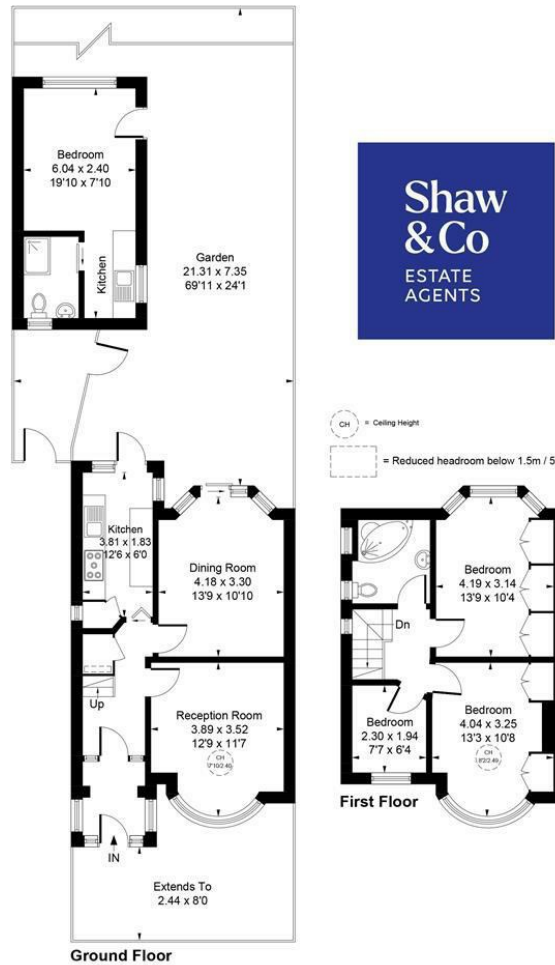 Bedroom
6.04 x 2.40
19'10 x 7'10
Kitchen
Garden
21.31 x 7.35
69'11 x 24'1
Shaw
& Co
ESTATE
AGENTS
CH = Ceiling Height
= Reduced headroom below 1.5m / 5
Kitchen
3.81 x 1.83
12'6 x 6'0
Dining Room
4.18 x 3.30
13'9 x 10'10
Up
Reception Room
3.89 x 3.52
12'9 x 11'7
CH
IN
Extends To
2.44 x 8'0
Ground Floor
Bedroom
4.19 x 3.14
13'9 x 10'4
Dn
Bedroom
2.30 x 1.94
7'7 x 6'4
Bedroom
4.04 x 3.25
13'3 x 10'8
CH
First Floor